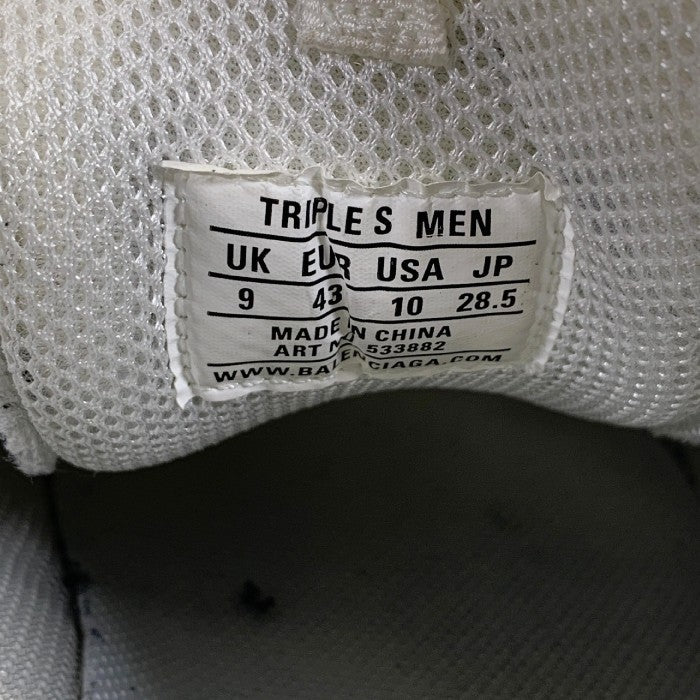 TRIPLE S MEN
UK EUR USA JP
9 43 10 28.5
MADE IN CHINA
ART 533882
WWW.BALENCIAGA.COM